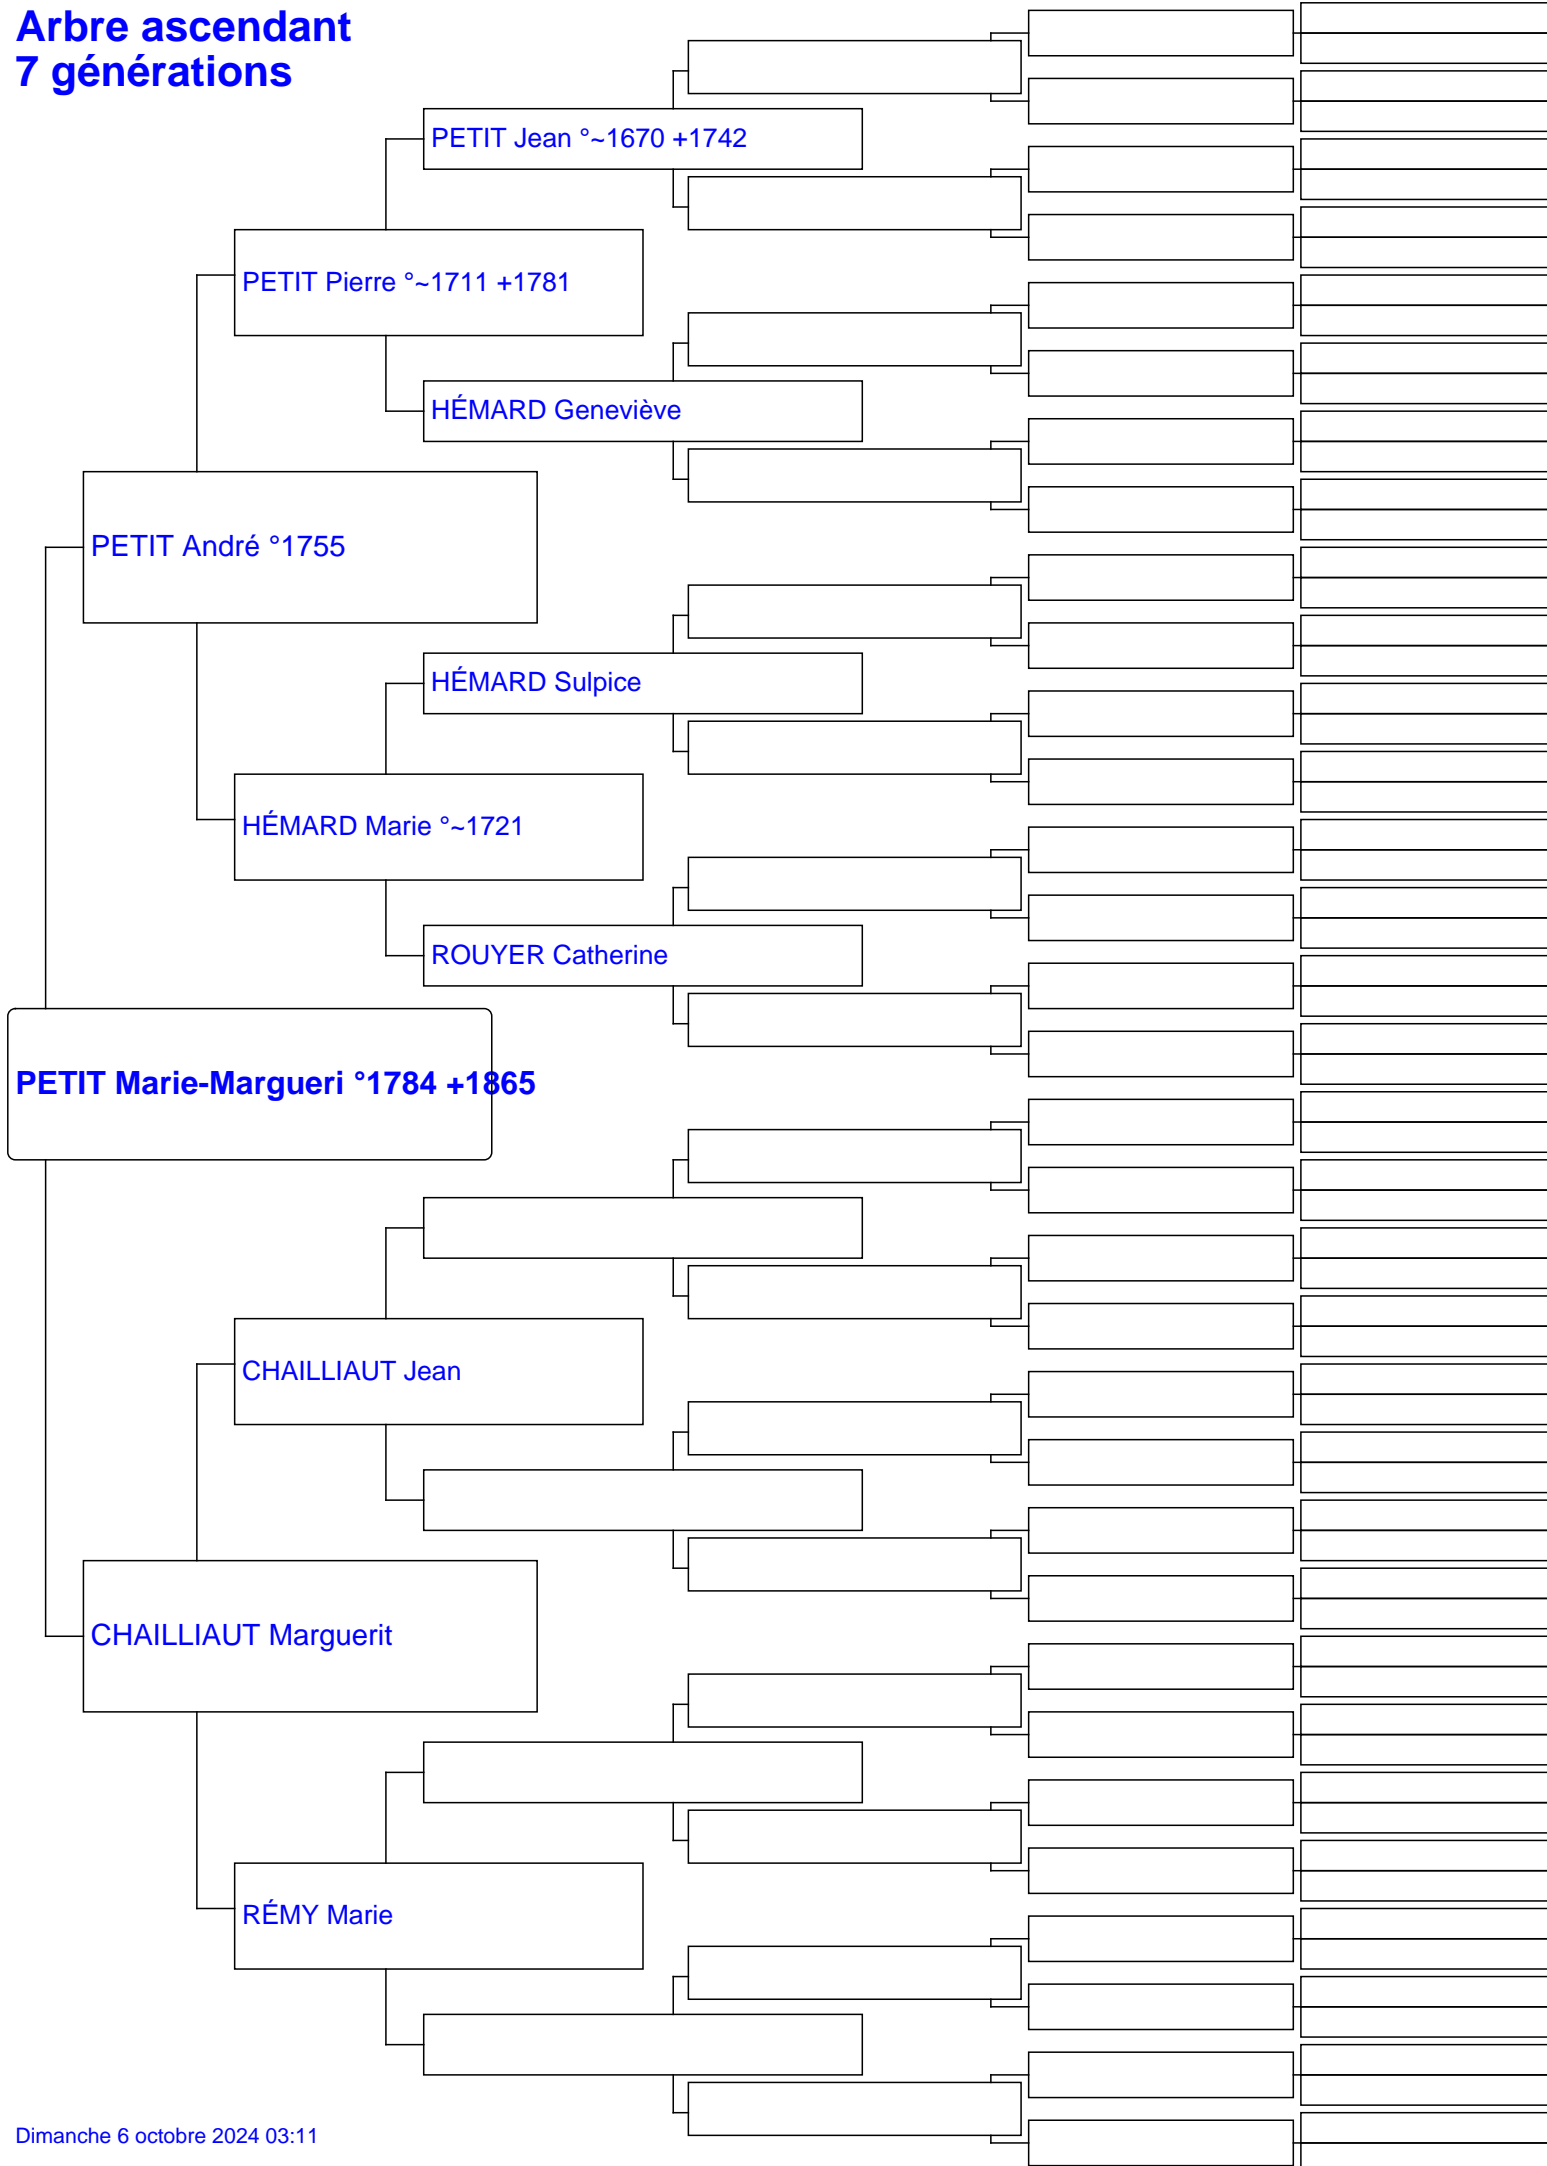 Arbre ascendant
7 générations
PETIT Jean °~1670 +1742
PETIT Pierre °~1711 +1781
HÉMARD Geneviève
PETIT André °1755
HÉMARD Sulpice
HÉMARD Marie °~1721
ROUYER Catherine
PETIT Marie-Margueri °1784 +1865
CHAILLIAUT Jean
CHAILLIAUT Marguerit
RÉMY Marie
Dimanche 6 octobre 2024 03:11